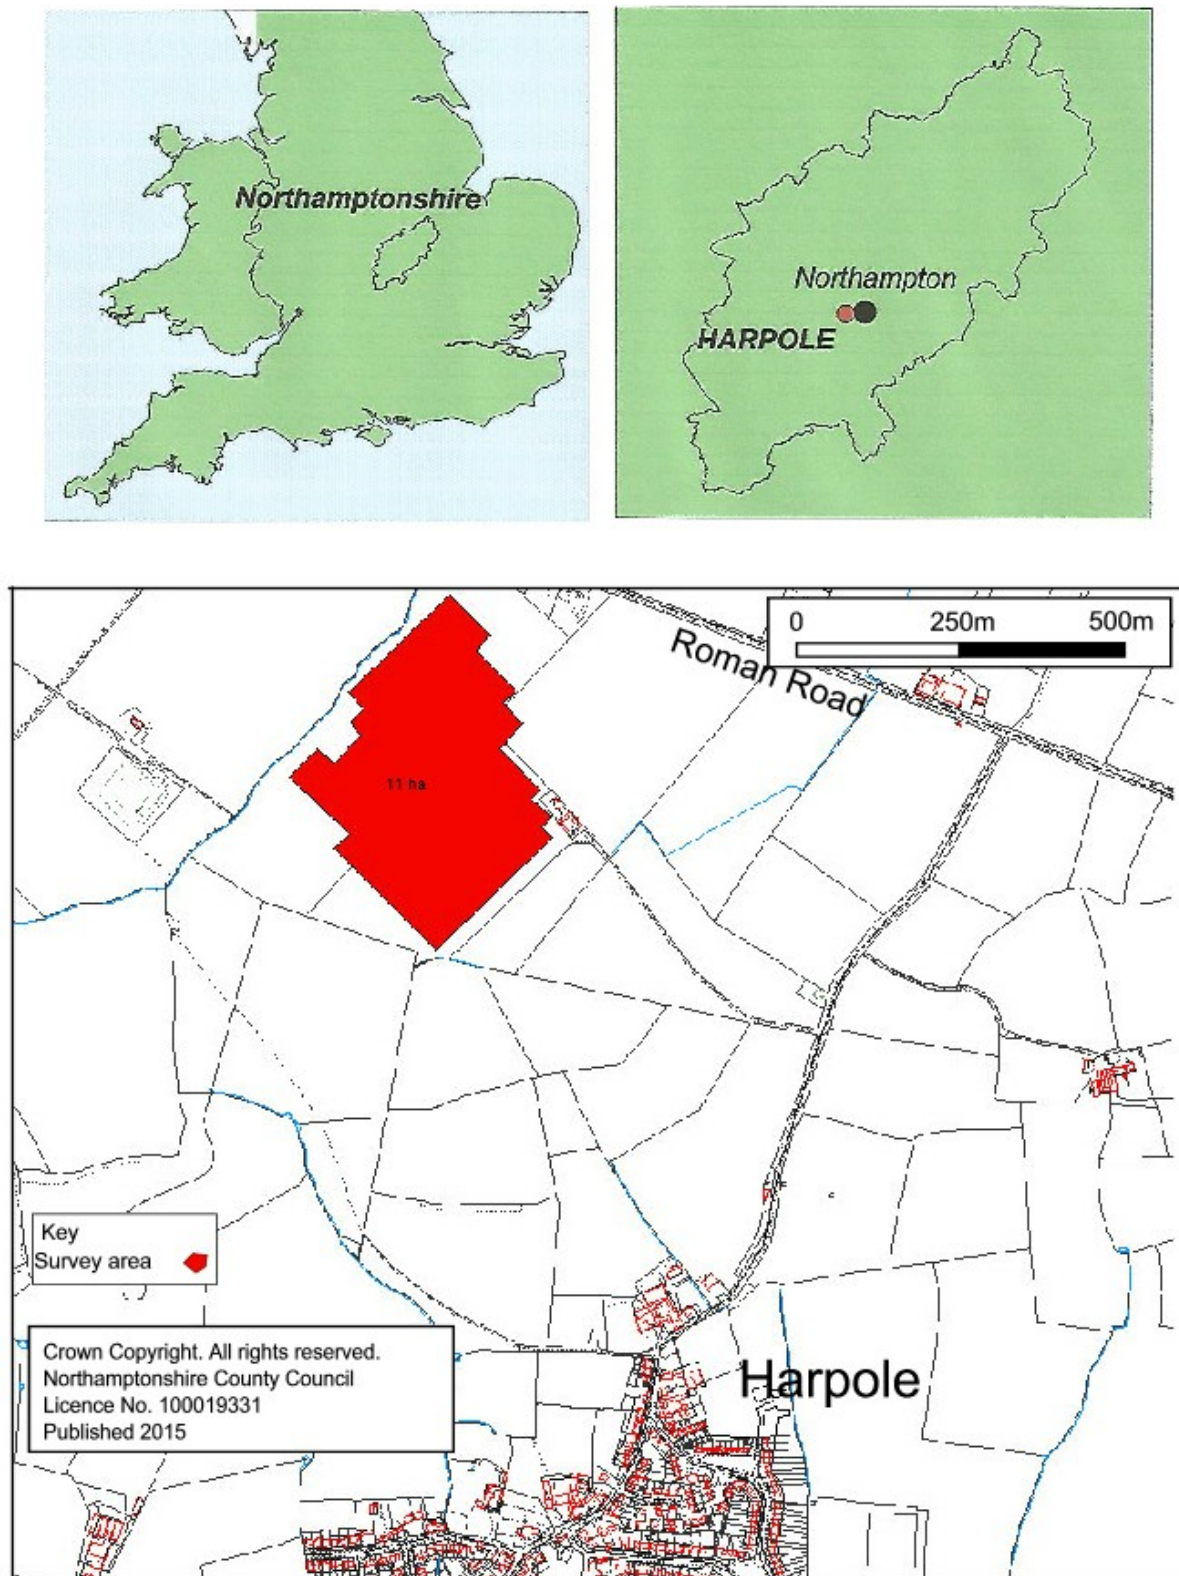 Northamptonshire
Northampton
HARPOLE
0 250m 500m
Roman Road
11 ha
Key
Survey area
Crown Copyright. All rights reserved.
Northamptonshire County Council
Licence No. 100019331
Published 2015
Harpole